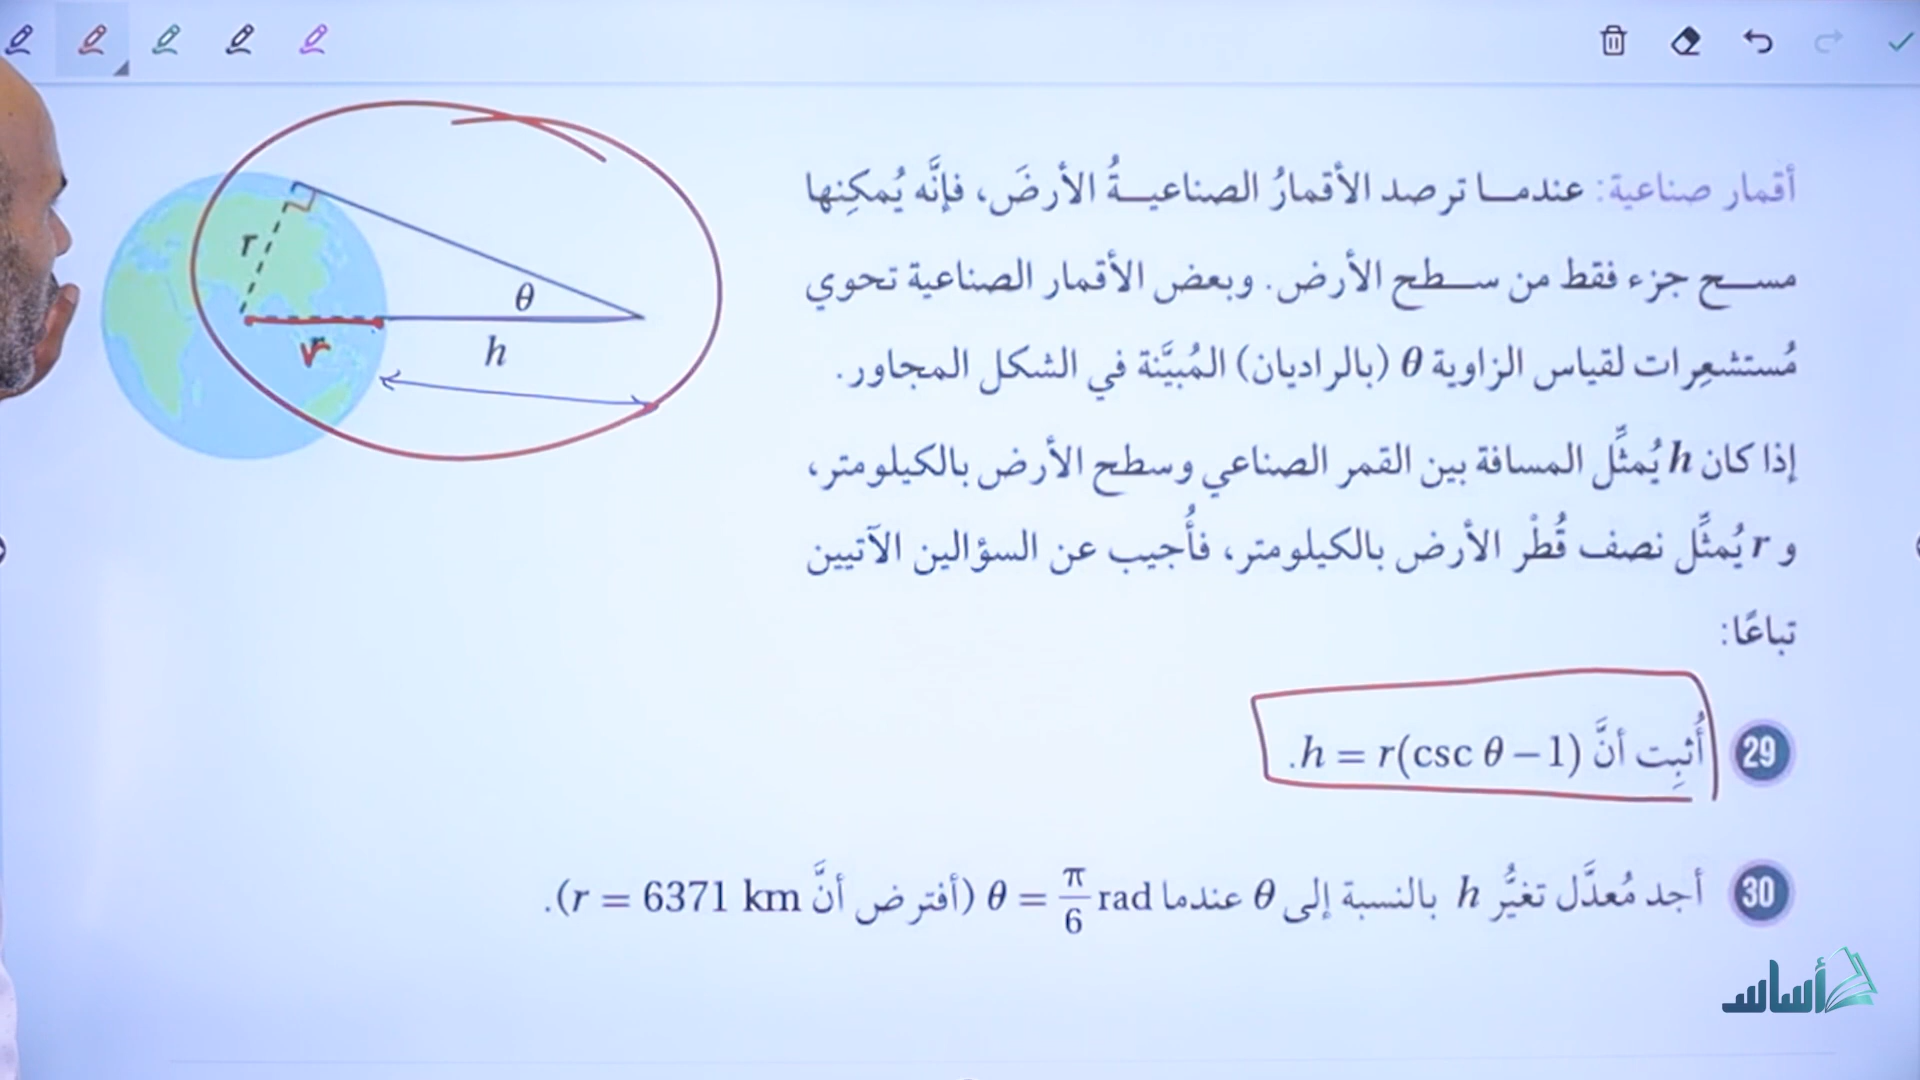 أقمار صناعية: عندما ترصد الأقمارُ الصناعيةُ الأرضَ، فإنَّه يُمكِنها
مسح جزء فقط من سطح الأرض. وبعض الأقمار الصناعية تحوي
مُستشعِرات لقياس الزاوية θ (بالراديان) المُبيَّنة في الشكل المجاور.
إذا كان h يُمثِّل المسافة بين القمر الصناعي وسطح الأرض بالكيلومتر،
و r يُمثِّل نصف قُطْر الأرض بالكيلومتر، فأُجيب عن السؤالين الآتيين
تباعًا:
r
θ
r
h
29 أُثبِت أنَّ h = r(csc θ – 1).
30 أجد مُعدَّل تغيُّر h بالنسبة إلى θ عندما θ = π/6 rad (أفترض أنَّ r = 6371 km).
أساس